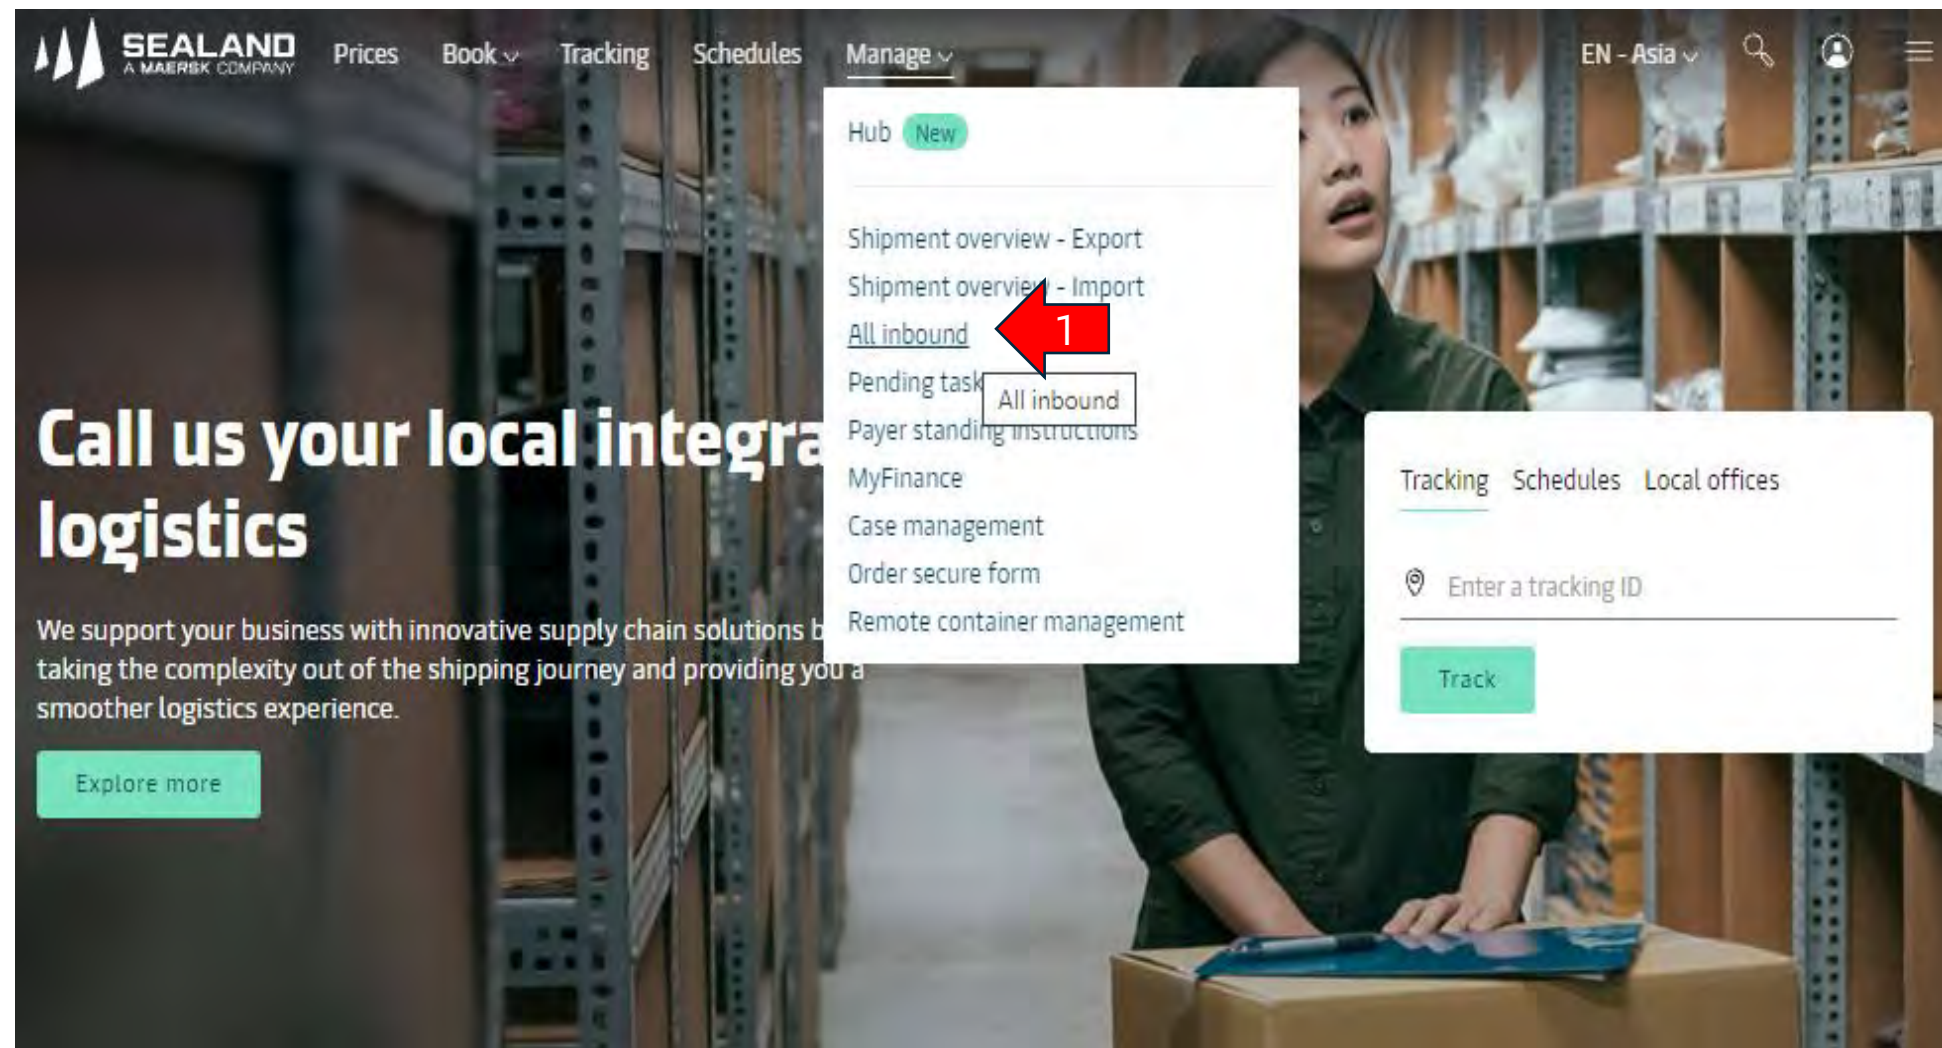 SEALAND
A MAERSK COMPANY
Prices Book Tracking Schedules Manage EN - Asia
Hub New
Shipment overview - Export
Shipment overview - Import
All inbound
1
Pending task
All inbound
Payer standing instructions
MyFinance
Case management
Order secure form
Remote container management
Call us your local integra
logistics
We support your business with innovative supply chain solutions b
taking the complexity out of the shipping journey and providing you a
smoother logistics experience.
Explore more
Tracking Schedules Local offices
Enter a tracking ID
Track